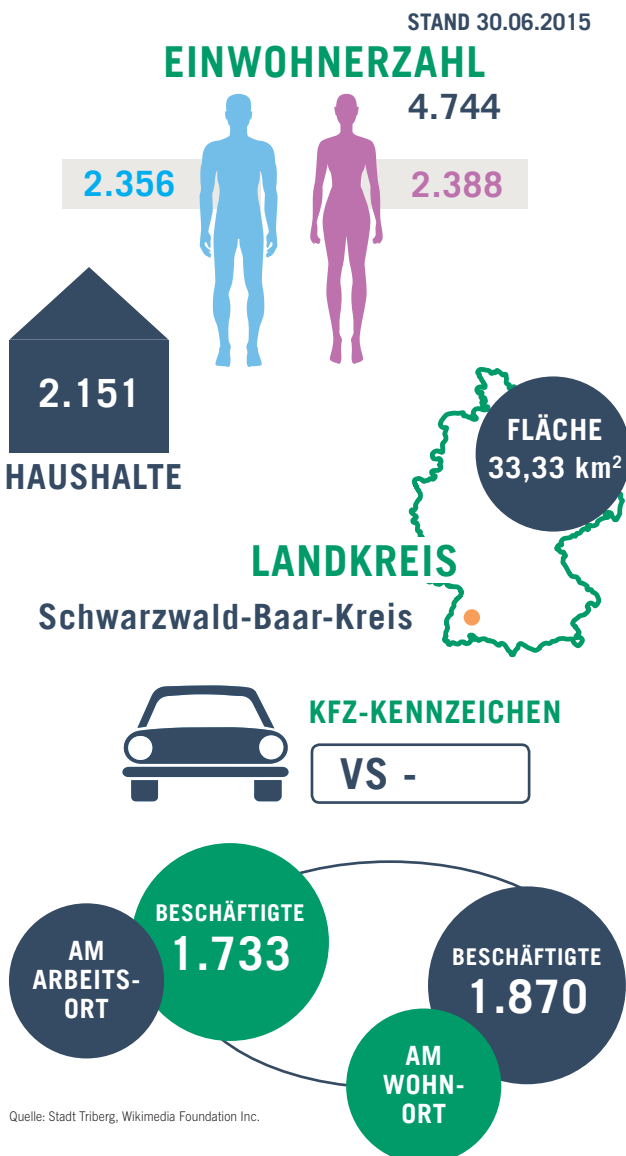 STAND 30.06.2015
EINWOHNERZAHL
4.744
2.356
2.388
2.151
HAUSHALTE
FLÄCHE
33,33 km²
LANDKREIS
Schwarzwald-Baar-Kreis
KFZ-KENNZEICHEN
VS -
BESCHÄFTIGTE
1.733
AM
ARBEITS-
ORT
BESCHÄFTIGTE
1.870
AM
WOHN-
ORT
Quelle: Stadt Triberg, Wikimedia Foundation Inc.